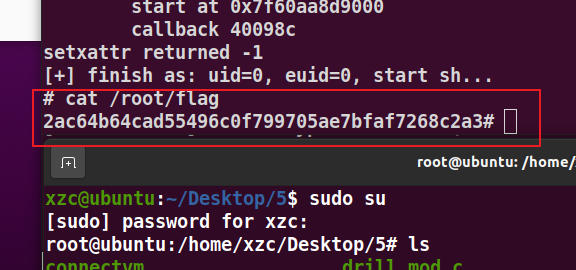 start at 0x7f60aa8d9000
callback 40098c
setxattr returned -1
[+] finish as: uid=0, euid=0, start sh...
# cat /root/flag
2ac64b64cad55496c0f799705ae7bfaf7268c2a3#
root@ubuntu: /home/
xzc@ubuntu:~/Desktop/5$ sudo su
[sudo] password for xzc:
root@ubuntu:/home/xzc/Desktop/5# ls
connectvm drill_mod.c